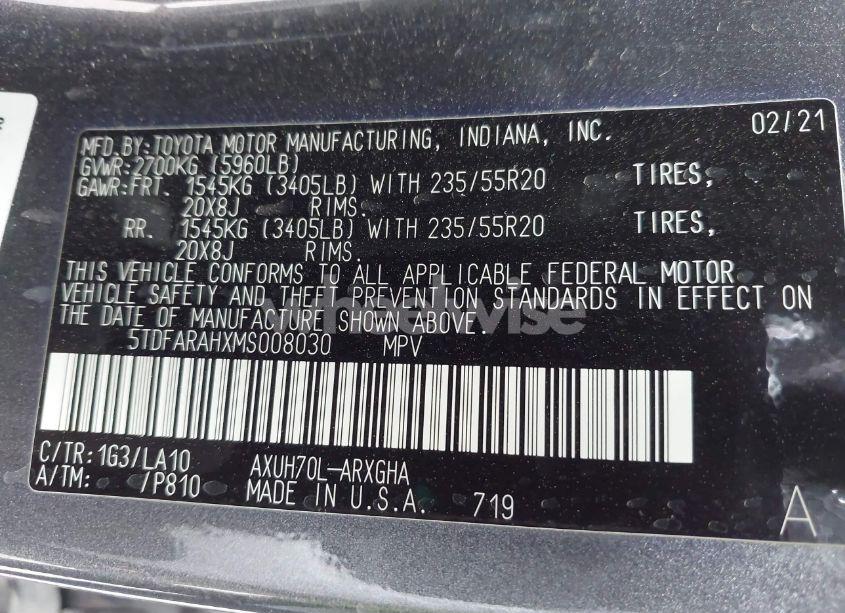 MFD.BY:TOYOTA MOTOR MANUFACTURING, INDIANA, INC. 02/21
GVWR:2700KG (5960LB)
GAWR:FRT. 1545KG (3405LB) WITH 235/55R20 TIRES,
20X8J RIMS.
RR. 1545KG (3405LB) WITH 235/55R20 TIRES,
20X8J RIMS.
THIS VEHICLE CONFORMS TO ALL APPLICABLE FEDERAL MOTOR
VEHICLE SAFETY AND THEFT PREVENTION STANDARDS IN EFFECT ON
THE DATE OF MANUFACTURE SHOWN ABOVE.
5TDFARAHXMS008030 MPV
C/TR:1G3/LA10 AXUH70L-ARXGHA
A/TM: /P810 MADE IN U.S.A. 719 A